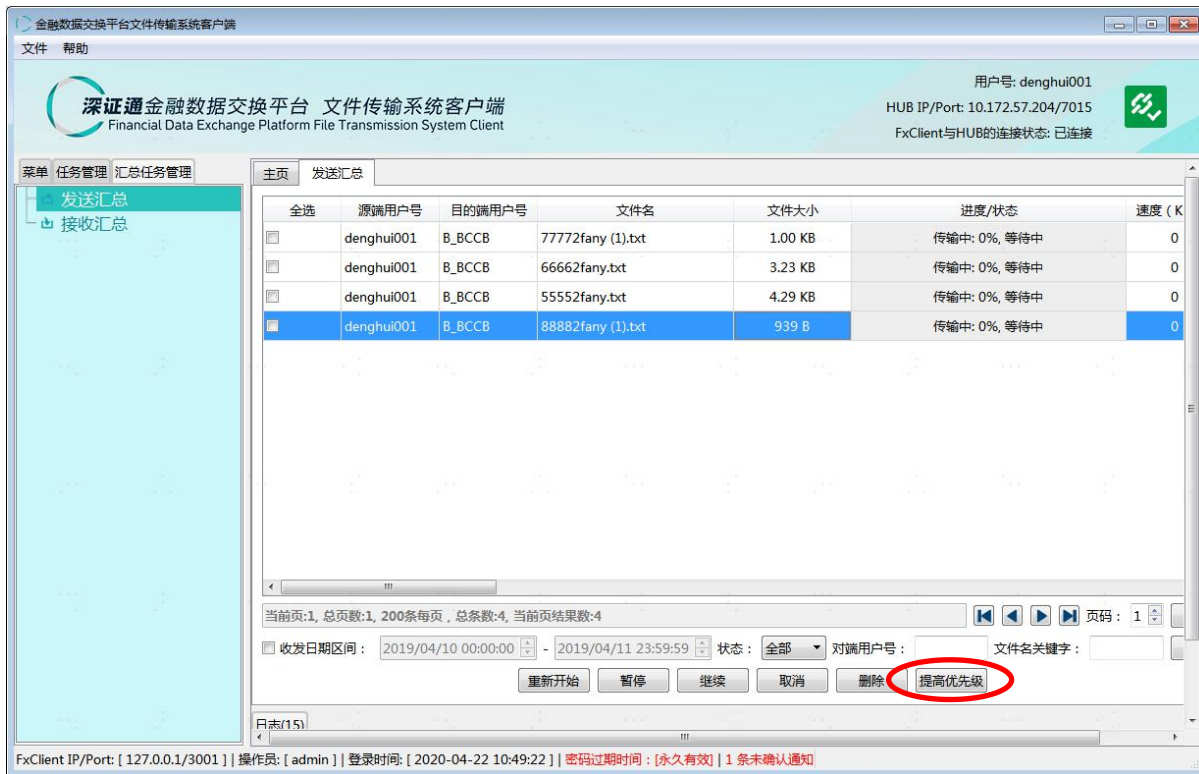 金融数据交换平台文件传输系统客户端
文件 帮助
深证通金融数据交换平台 文件传输系统客户端
Financial Data Exchange Platform File Transmission System Client
用户号: denghui001
HUB IP/Port: 10.172.57.204/7015
FxClient与HUB的连接状态: 已连接
菜单 任务管理 汇总任务管理
发送汇总
接收汇总
主页 发送汇总
全选 源端用户号 目的端用户号 文件名 文件大小 进度/状态 速度 ( K
denghui001 B_BCCB 77772fany (1).txt 1.00 KB 传输中: 0%, 等待中 0
denghui001 B_BCCB 66662fany.txt 3.23 KB 传输中: 0%, 等待中 0
denghui001 B_BCCB 55552fany.txt 4.29 KB 传输中: 0%, 等待中 0
denghui001 B_BCCB 88882fany (1).txt 939 B 传输中: 0%, 等待中 0
当前页:1, 总页数:1, 200条每页 , 总条数:4, 当前页结果数:4 页码： 1
收发日期区间： 2019/04/10 00:00:00 - 2019/04/11 23:59:59 状态： 全部 对端用户号： 文件名关键字：
重新开始 暂停 继续 取消 删除 提高优先级
日志(15)
FxClient IP/Port: [ 127.0.0.1/3001 ] | 操作员: [ admin ] | 登录时间: [ 2020-04-22 10:49:22 ] | 密码过期时间：[永久有效] | 1 条未确认通知